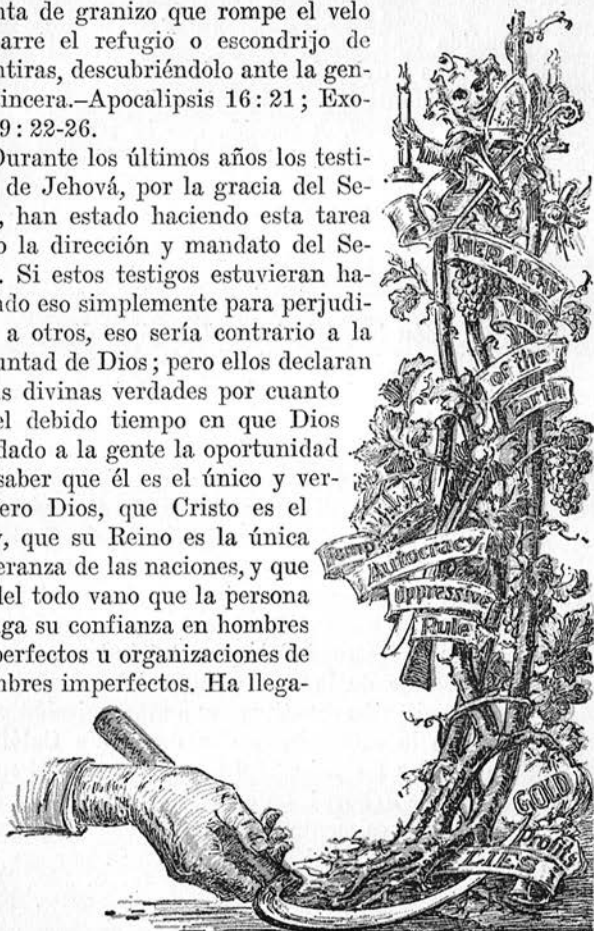 nta de granizo que rompe el velo
arre el refugio o escondrijo de
ntiras, descubriéndolo ante la gen-
incera.–Apocalipsis 16: 21; Exo-
9: 22-26.
Durante los últimos años los testi-
de Jehová, por la gracia del Se-
, han estado haciendo esta tarea
o la dirección y mandato del Se-
. Si estos testigos estuvieran ha-
ndo eso simplemente para perjudi-
a otros, eso sería contrario a la
untad de Dios; pero ellos declaran
as divinas verdades por cuanto
el debido tiempo en que Dios
dado a la gente la oportunidad
saber que él es el único y ver-
ero Dios, que Cristo es el
, que su Reino es la única
eranza de las naciones, y que
del todo vano que la persona
ga su confianza en hombres
perfectos u organizaciones de
mbres imperfectos. Ha llega-
HIERARCHY
Vine
of the
Earth
Autocracy
Oppressive
Rule
GOLD
profits
LIES